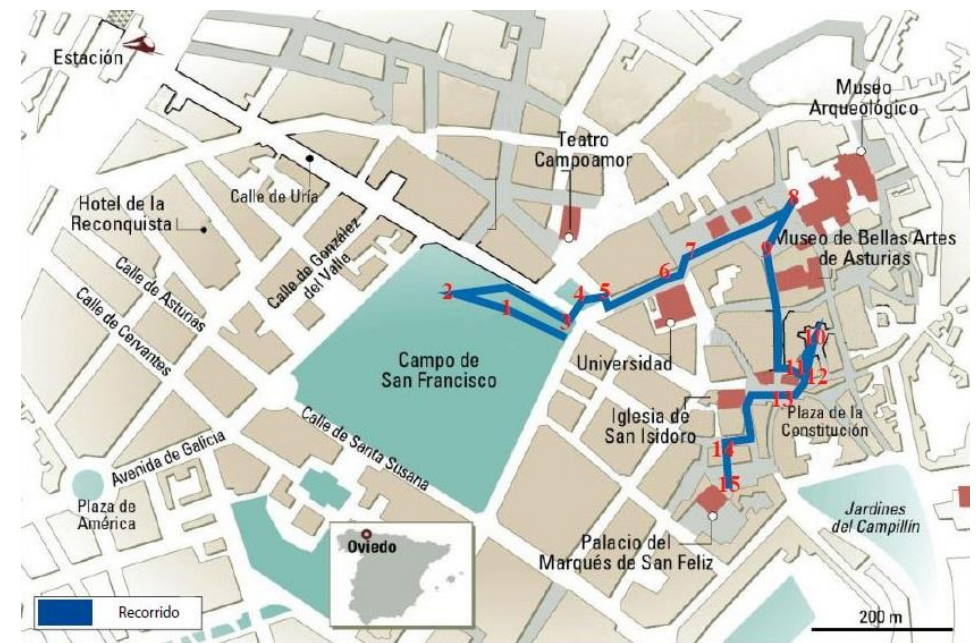 Estación
Museo
Arqueológico
Teatro
Campoamor
Calle de Uría
Hotel de la
Reconquista
8
Calle de González
del Valle
7
9
Museo de Bellas Artes
de Asturias
6
Calle de Asturias
2
4
5
1
3
Calle de Cervantes
Campo de
San Francisco
Universidad
10
11
12
13
Iglesia de
San Isidoro
Plaza de la
Constitución
Calle de Santa
Susana
Avenida de Galicia
14
15
Plaza de
América
Jardines
del Campillín
Oviedo
Palacio del
Marqués de San Feliz
Recorrido
200 m